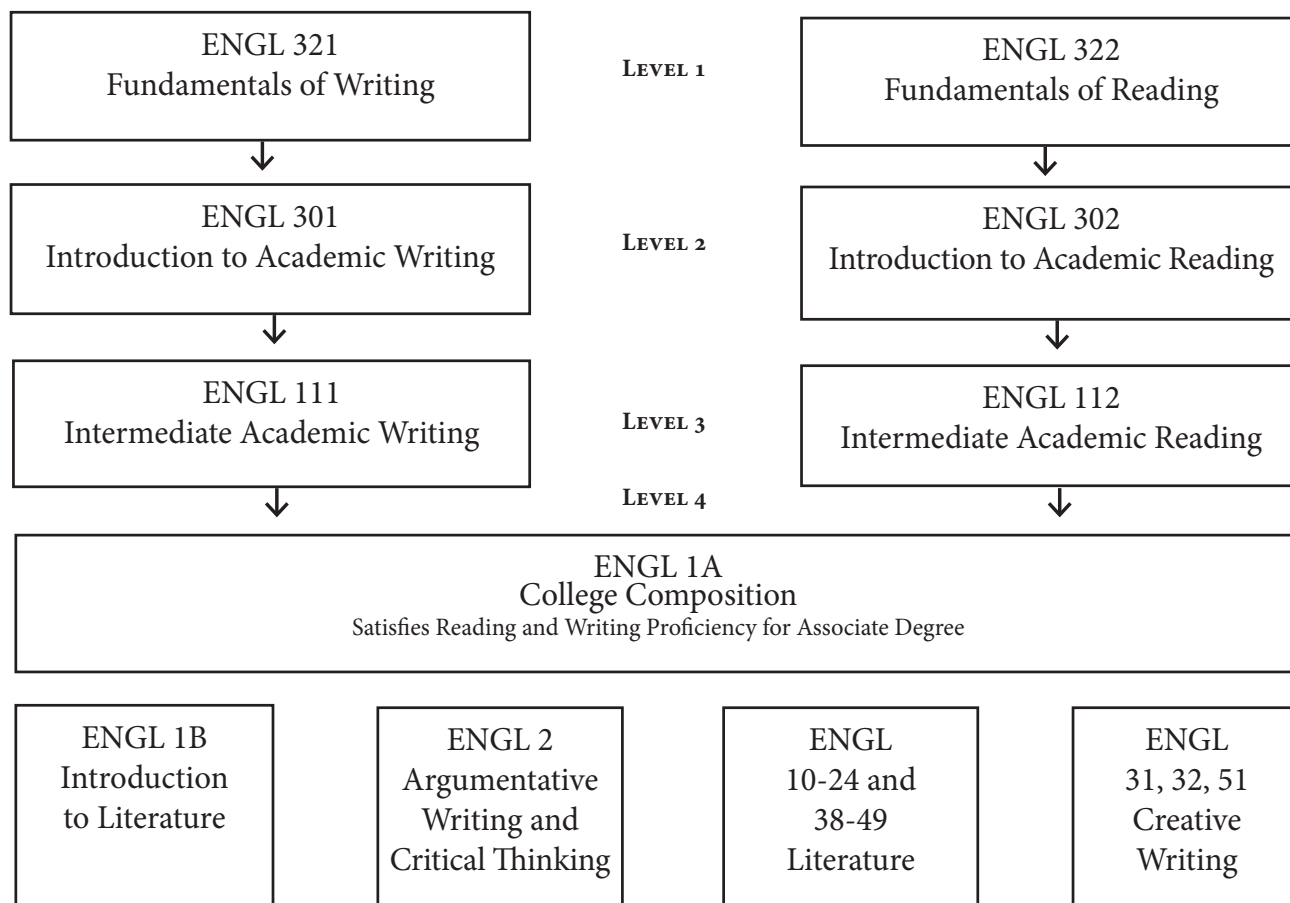 ENGL 321
Fundamentals of Writing
LEVEL 1
ENGL 322
Fundamentals of Reading
ENGL 301
Introduction to Academic Writing
LEVEL 2
ENGL 302
Introduction to Academic Reading
ENGL 111
Intermediate Academic Writing
LEVEL 3
ENGL 112
Intermediate Academic Reading
LEVEL 4
ENGL 1A
College Composition
Satisfies Reading and Writing Proficiency for Associate Degree
ENGL 1B
Introduction
to Literature
ENGL 2
Argumentative
Writing and
Critical Thinking
ENGL
10-24 and
38-49
Literature
ENGL
31, 32, 51
Creative
Writing